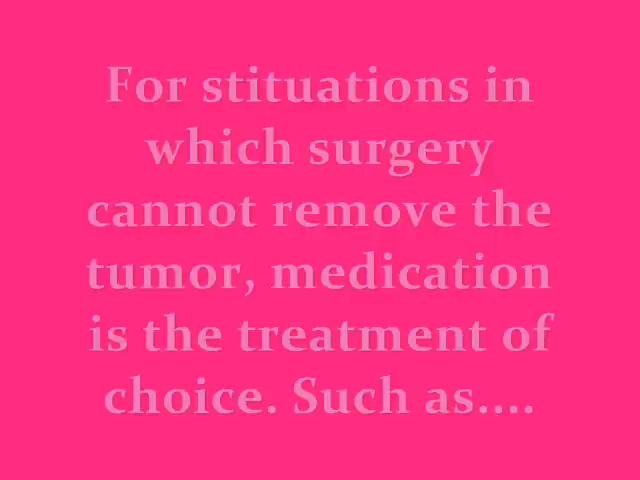 For stituations in
which surgery
cannot remove the
tumor, medication
is the treatment of
choice. Such as....